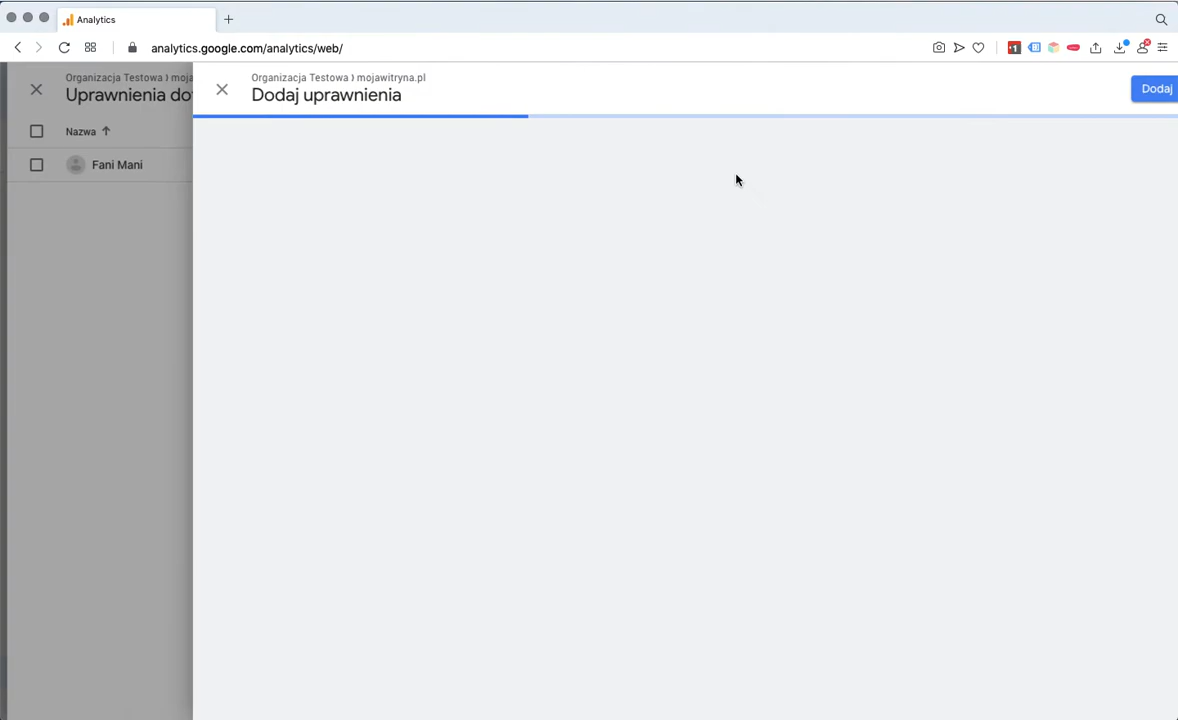 Analytics
analytics.google.com/analytics/web/
Organizacja Testowa › moja
Uprawnienia do
Nazwa
Fani Mani
Organizacja Testowa › mojawitryna.pl
Dodaj uprawnienia
Dodaj